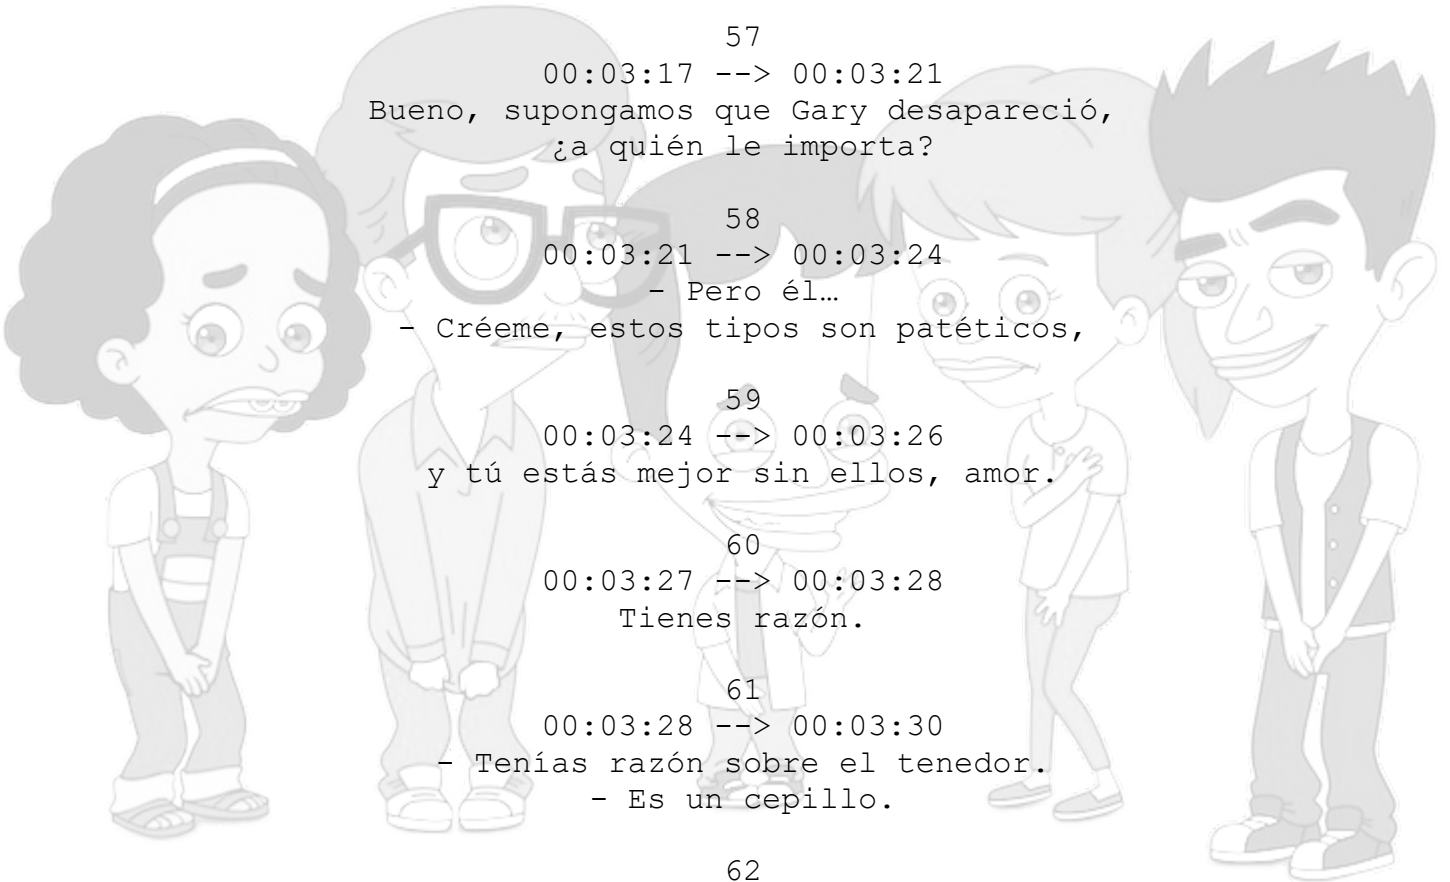 57
00:03:17 --> 00:03:21
Bueno, supongamos que Gary desapareció,
¿a quién le importa?
58
00:03:21 --> 00:03:24
- Pero él…
- Créeme, estos tipos son patéticos,
59
00:03:24 --> 00:03:26
y tú estás mejor sin ellos, amor.
60
00:03:27 --> 00:03:28
Tienes razón.
61
00:03:28 --> 00:03:30
- Tenías razón sobre el tenedor.
- Es un cepillo.
62